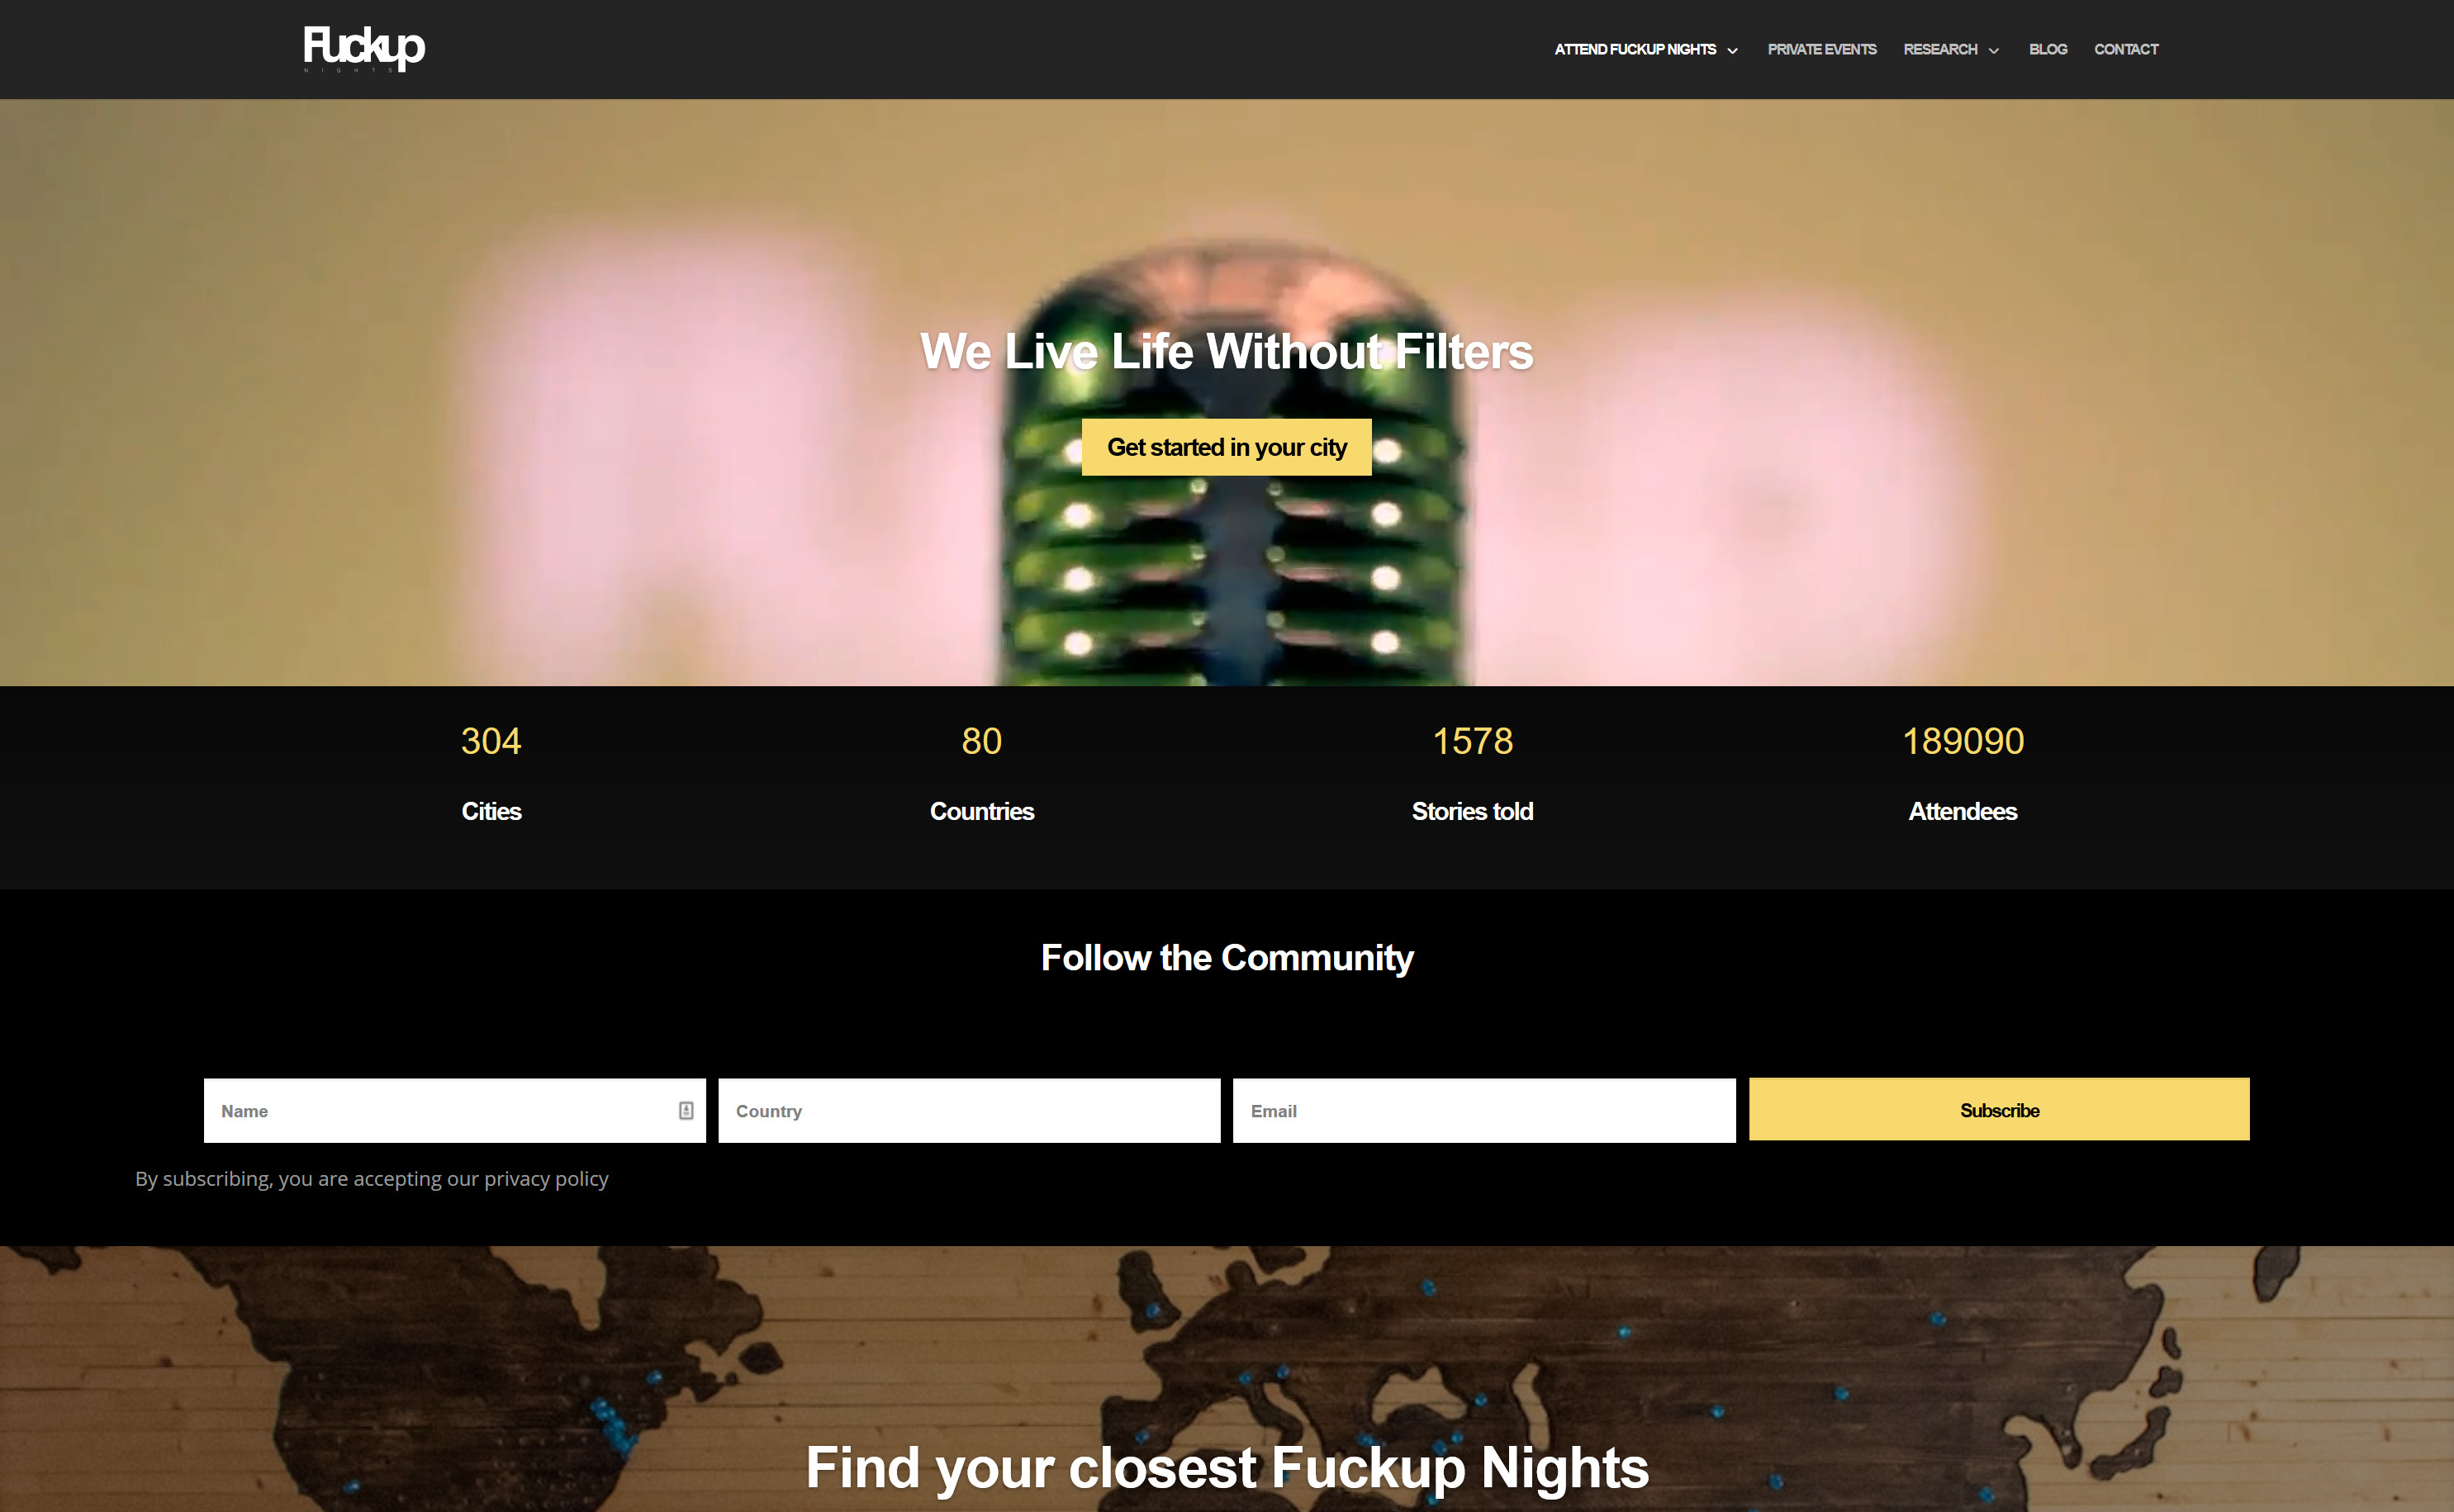 Fuckup
NIGHTS
ATTEND FUCKUP NIGHTS
PRIVATE EVENTS
RESEARCH
BLOG
CONTACT
We Live Life Without Filters
Get started in your city
304
80
1578
189090
Cities
Countries
Stories told
Attendees
Follow the Community
Name
Country
Email
Subscribe
By subscribing, you are accepting our privacy policy
Find your closest Fuckup Nights